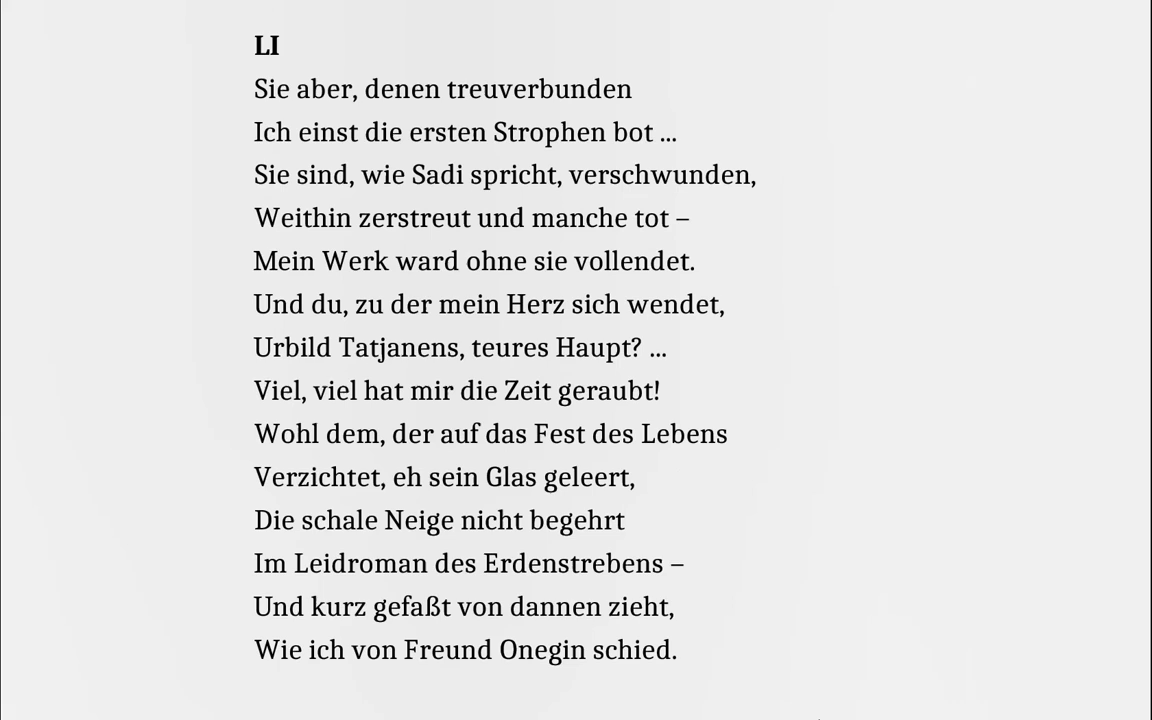 LI
Sie aber, denen treuverbunden
Ich einst die ersten Strophen bot ...
Sie sind, wie Sadi spricht, verschwunden,
Weithin zerstreut und manche tot –
Mein Werk ward ohne sie vollendet.
Und du, zu der mein Herz sich wendet,
Urbild Tatjanens, teures Haupt? ...
Viel, viel hat mir die Zeit geraubt!
Wohl dem, der auf das Fest des Lebens
Verzichtet, eh sein Glas geleert,
Die schale Neige nicht begehrt
Im Leidroman des Erdenstrebens –
Und kurz gefaßt von dannen zieht,
Wie ich von Freund Onegin schied.